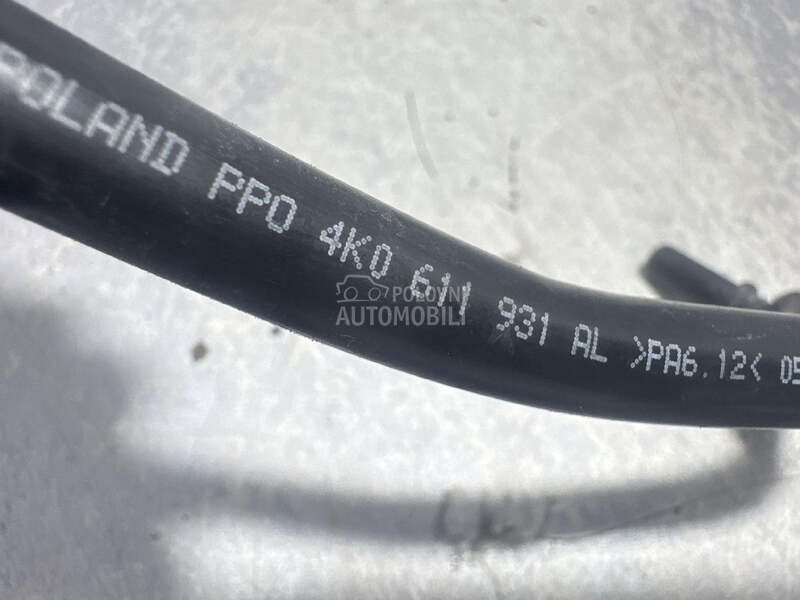 POLAND PPO 4K0 611 931 AL >PA6.12< 05
POLOVNI
AUTOMOBILI